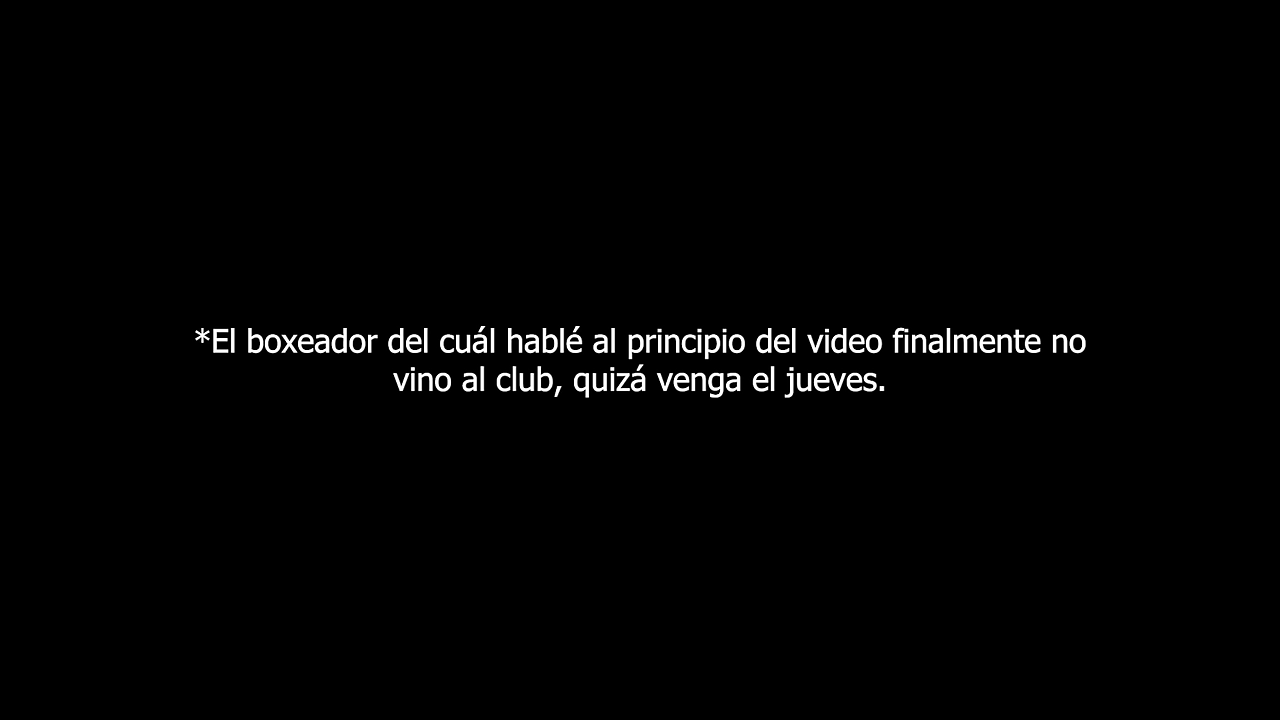 *El boxeador del cuál hablé al principio del video finalmente no
vino al club, quizá venga el jueves.